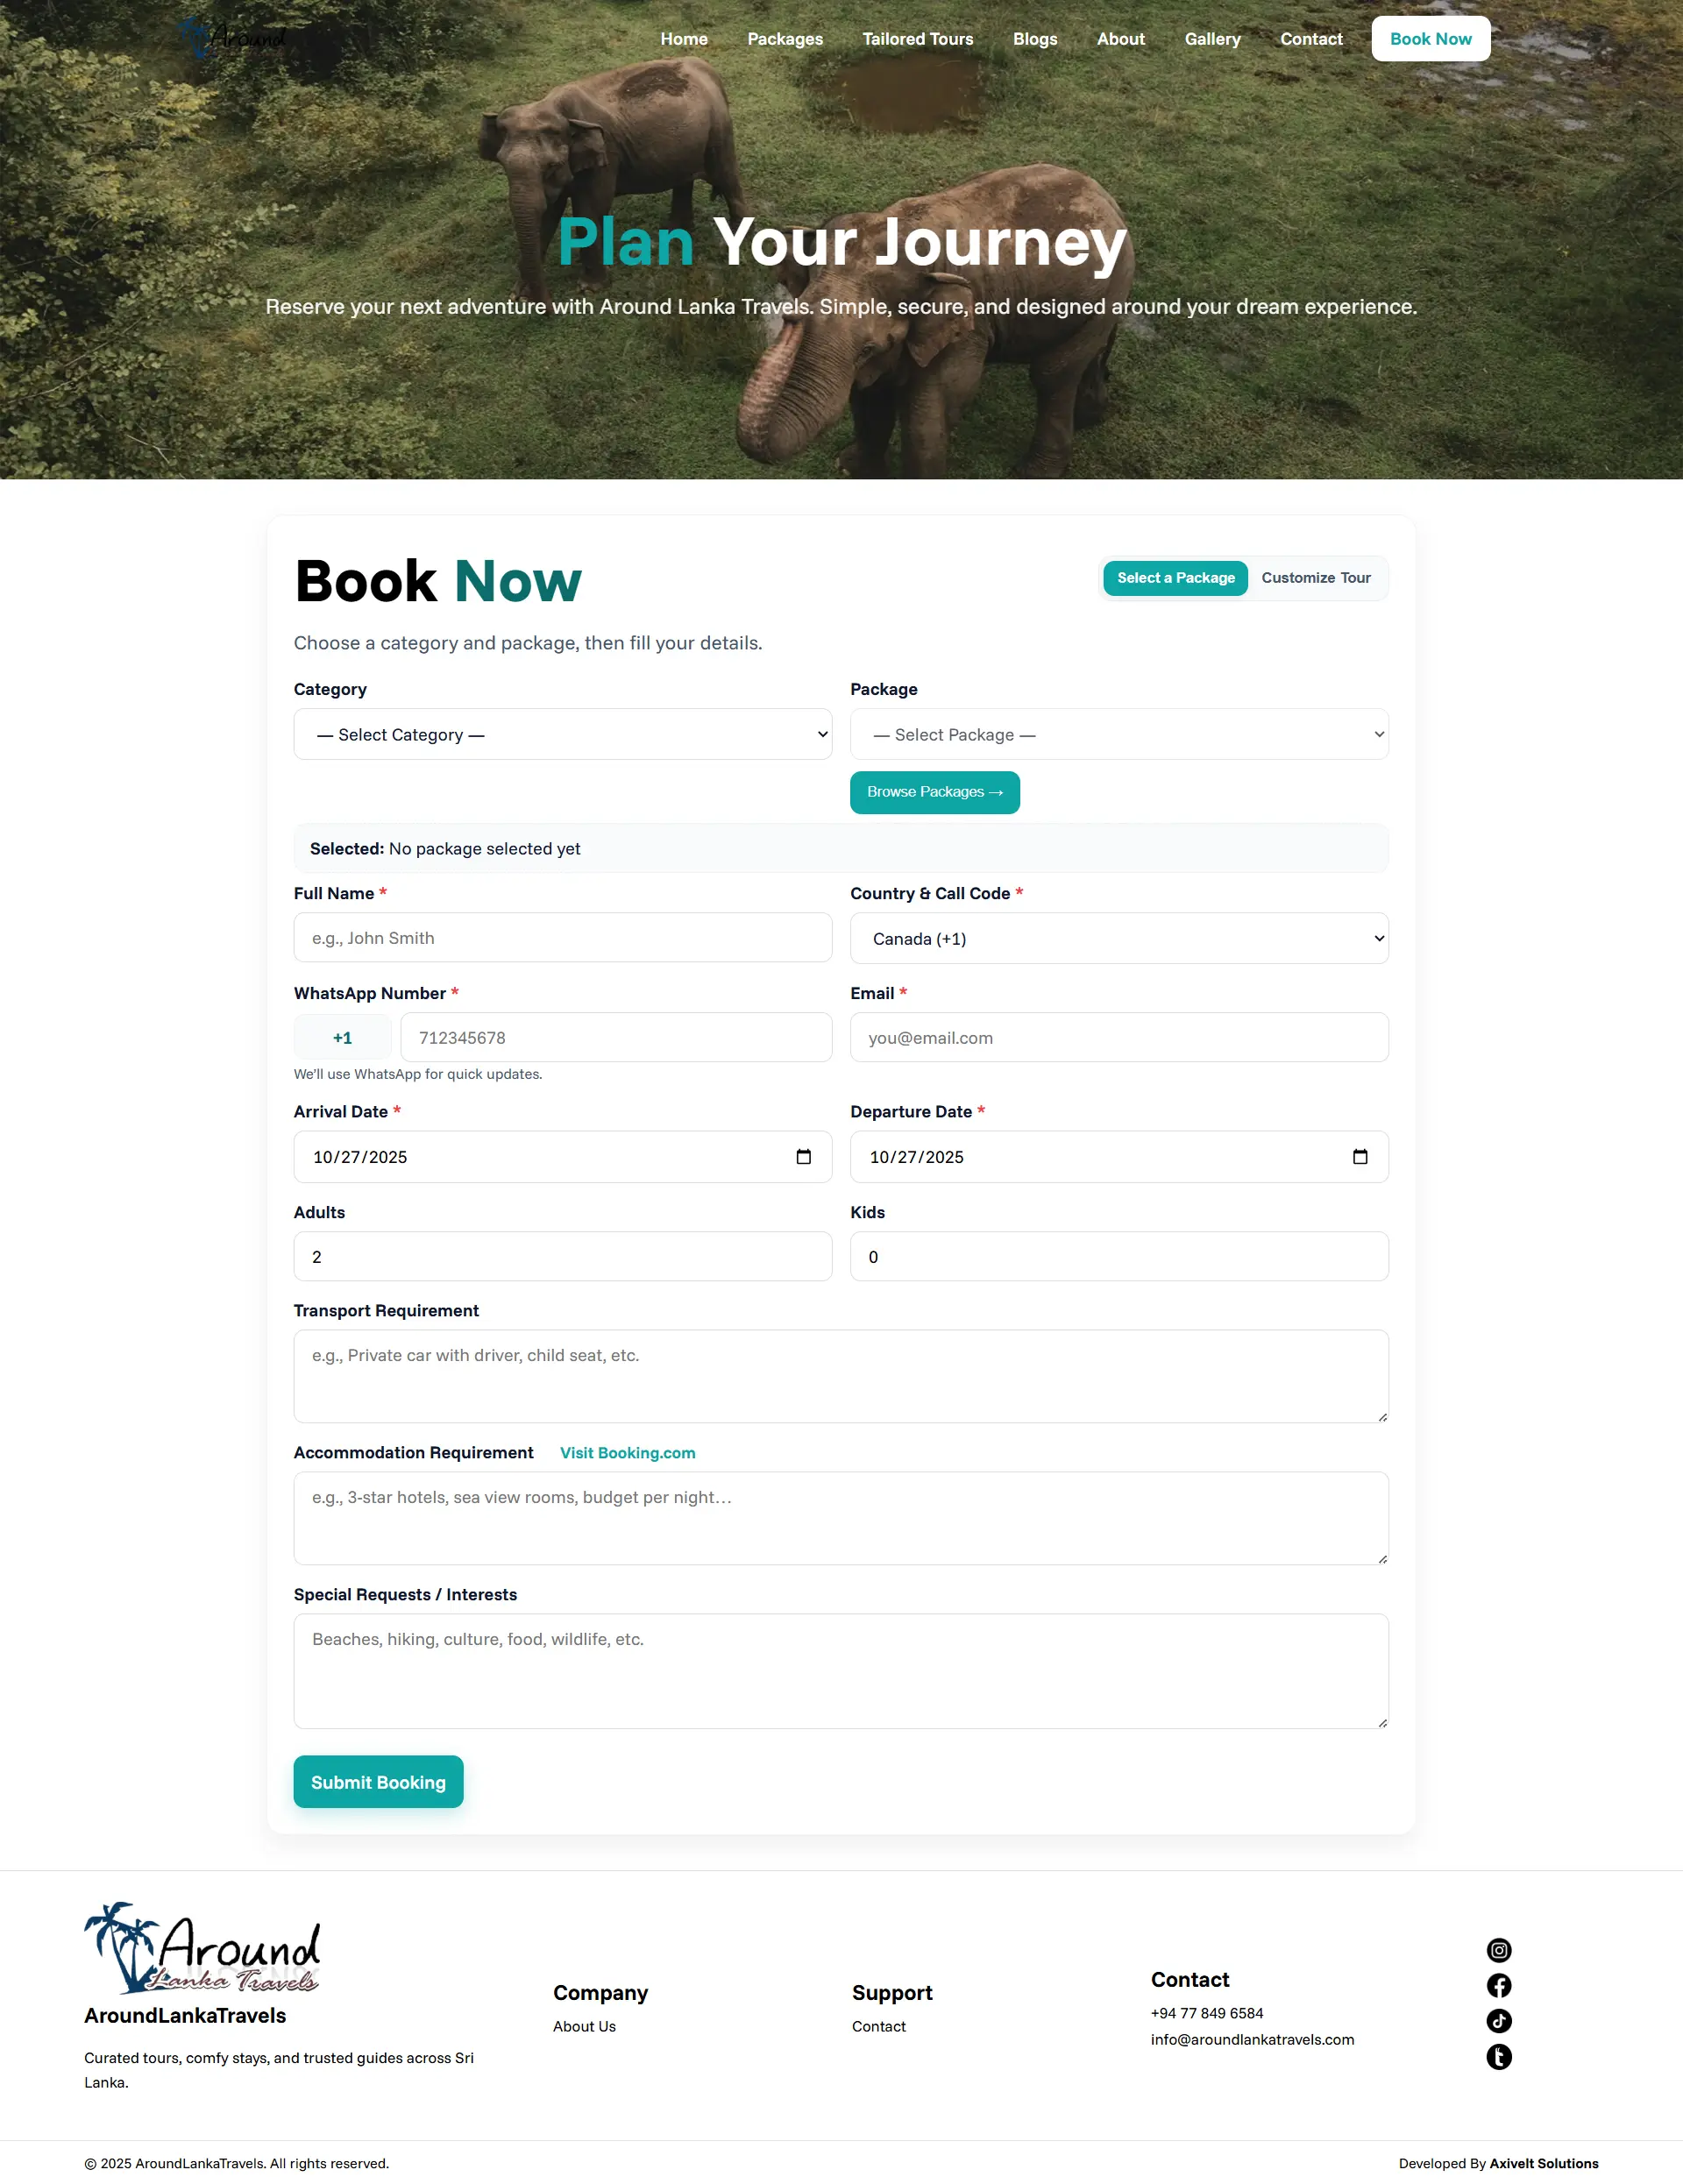 Around
Home Packages Tailored Tours Blogs About Gallery Contact Book Now
Plan Your Journey
Reserve your next adventure with Around Lanka Travels. Simple, secure, and designed around your dream experience.
Book Now
Select a Package Customize Tour
Choose a category and package, then fill your details.
Category Package
— Select Category — — Select Package —
Browse Packages →
Selected: No package selected yet
Full Name * Country & Call Code *
e.g., John Smith Canada (+1)
WhatsApp Number * Email *
+1 712345678 you@email.com
We'll use WhatsApp for quick updates.
Arrival Date * Departure Date *
10/27/2025 10/27/2025
Adults Kids
2 0
Transport Requirement
e.g., Private car with driver, child seat, etc.
Accommodation Requirement Visit Booking.com
e.g., 3-star hotels, sea view rooms, budget per night…
Special Requests / Interests
Beaches, hiking, culture, food, wildlife, etc.
Submit Booking
Around
Lanka Travels
AroundLankaTravels
Curated tours, comfy stays, and trusted guides across Sri
Lanka.
Company
About Us
Support
Contact
Contact
+94 77 849 6584
info@aroundlankatravels.com
© 2025 AroundLankaTravels. All rights reserved.
Developed By Axivelt Solutions